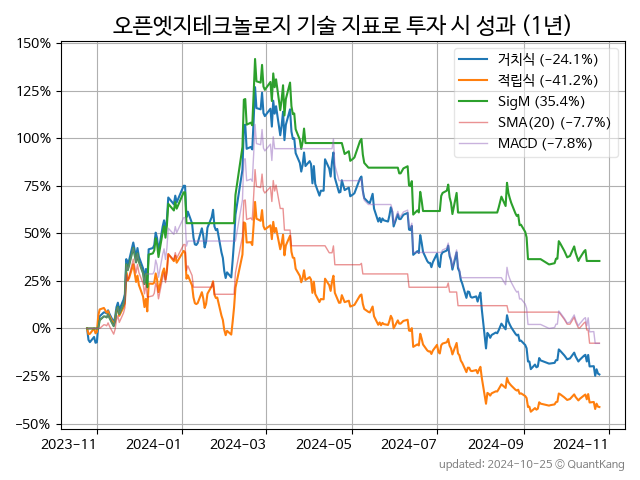 오픈엣지테크놀로지 기술 지표로 투자 시 성과 (1년)
150%
125%
100%
75%
50%
25%
0%
−25%
−50%
거치식 (−24.1%)
적립식 (−41.2%)
SigM (35.4%)
SMA(20) (−7.7%)
MACD (−7.8%)
2023−11
2024−01
2024−03
2024−05
2024−07
2024−09
2024−11
updated: 2024−10−25 © QuantKang